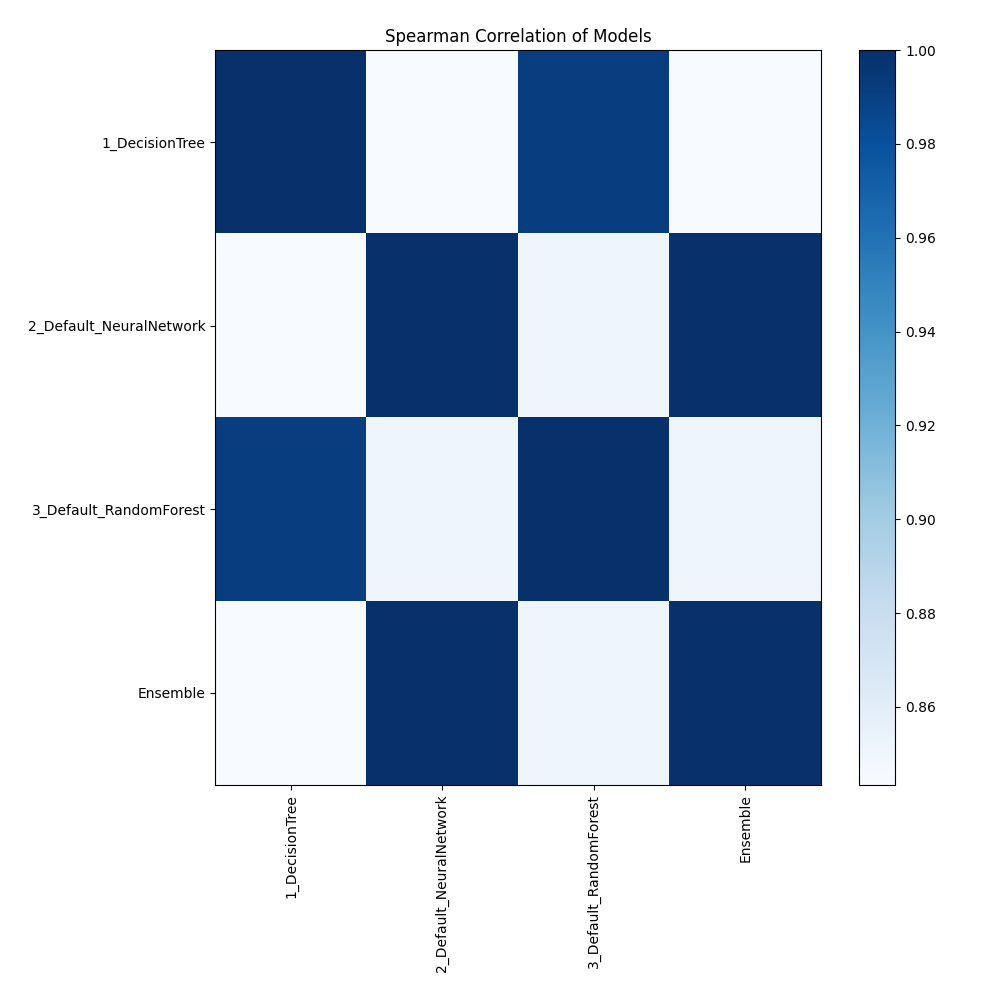 Spearman Correlation of Models
1_DecisionTree
2_Default_NeuralNetwork
3_Default_RandomForest
Ensemble
1_DecisionTree
2_Default_NeuralNetwork
3_Default_RandomForest
Ensemble
1.00
0.98
0.96
0.94
0.92
0.90
0.88
0.86